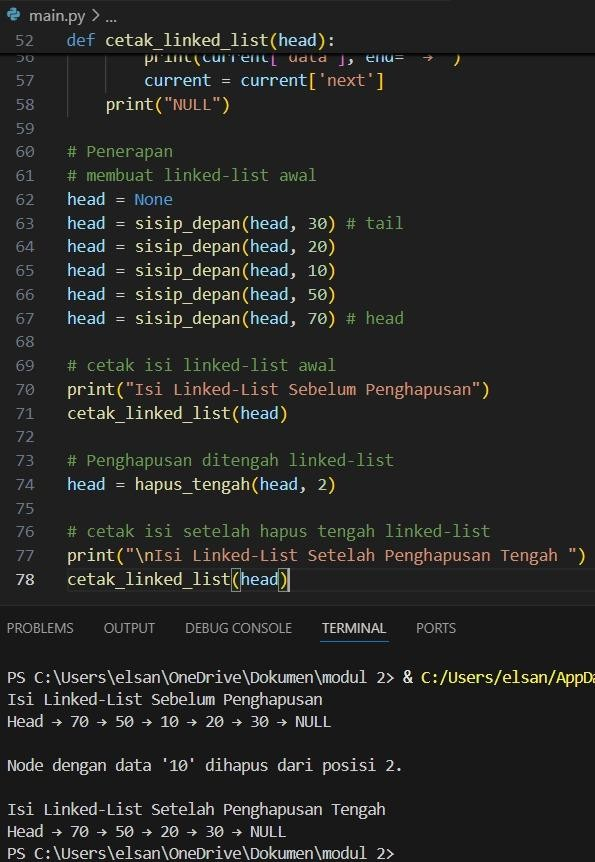 main.py > ...
52 def cetak_linked_list(head):
56 print(current['data'], end=" → ")
57 current = current['next']
58 print("NULL")
59
60 # Penerapan
61 # membuat linked-list awal
62 head = None
63 head = sisip_depan(head, 30) # tail
64 head = sisip_depan(head, 20)
65 head = sisip_depan(head, 10)
66 head = sisip_depan(head, 50)
67 head = sisip_depan(head, 70) # head
68
69 # cetak isi linked-list awal
70 print("Isi Linked-List Sebelum Penghapusan")
71 cetak_linked_list(head)
72
73 # Penghapusan ditengah linked-list
74 head = hapus_tengah(head, 2)
75
76 # cetak isi setelah hapus tengah linked-list
77 print("\nIsi Linked-List Setelah Penghapusan Tengah ")
78 cetak_linked_list(head)
PROBLEMS OUTPUT DEBUG CONSOLE TERMINAL PORTS
PS C:\Users\elsan\OneDrive\Dokumen\modul 2> & C:/Users/elsan/AppDa
Isi Linked-List Sebelum Penghapusan
Head → 70 → 50 → 10 → 20 → 30 → NULL
Node dengan data '10' dihapus dari posisi 2.
Isi Linked-List Setelah Penghapusan Tengah
Head → 70 → 50 → 20 → 30 → NULL
PS C:\Users\elsan\OneDrive\Dokumen\modul 2>